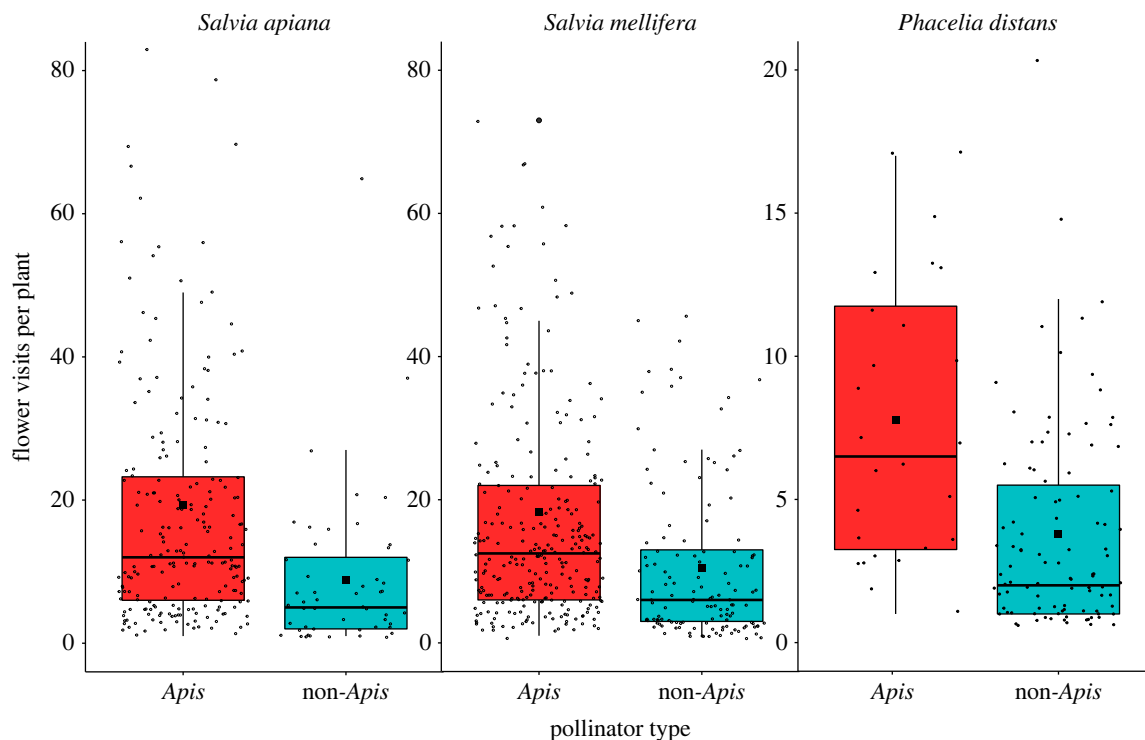 Salvia apiana Salvia mellifera Phacelia distans
80 80 20
60 60 15
flower visits per plant
40 40 10
20 20 5
0 0 0
Apis non-Apis Apis non-Apis Apis non-Apis
pollinator type